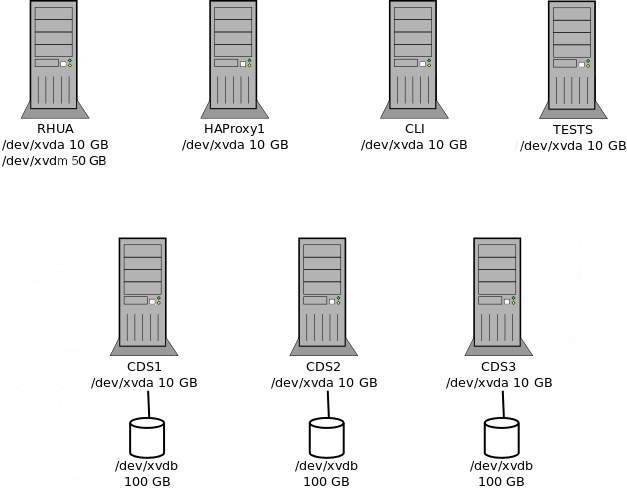 RHUA
/dev/xvda 10 GB
/dev/xvdm 50 GB
HAProxy1
/dev/xvda 10 GB
CLI
/dev/xvda 10 GB
TESTS
/dev/xvda 10 GB
CDS1
/dev/xvda 10 GB
/dev/xvdb
100 GB
CDS2
/dev/xvda 10 GB
/dev/xvdb
100 GB
CDS3
/dev/xvda 10 GB
/dev/xvdb
100 GB